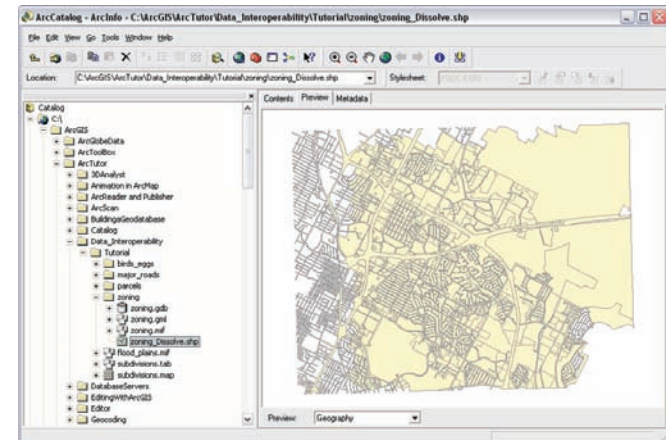 ArcCatalog - ArcInfo - C:\ArcGIS\ArcTutor\Data_Interoperability\Tutorial\zoning\zoning_Dissolve.shp
File Edit View Go Tools Window Help
Location: C:\ArcGIS\ArcTutor\Data_Interoperability\Tutorial\zoning\zoning_Dissolve.shp Stylesheet:
Contents Preview Metadata
Catalog
C:\
ArcGIS
ArcGlobeData
ArcToolBox
ArcTutor
3DAnalyst
Animation in ArcMap
ArcReader and Publisher
ArcScan
BuildingaGeodatabase
Catalog
Data_Interoperability
Tutorial
birds_eggs
major_roads
parcels
zoning
zoning.gdb
zoning.gml
zoning.mif
zoning_Dissolve.shp
flood_plains.mif
subdivisions.tab
subdivisions.map
DatabaseServers
EditingWithArcGIS
Editor
Geocoding
Preview: Geography